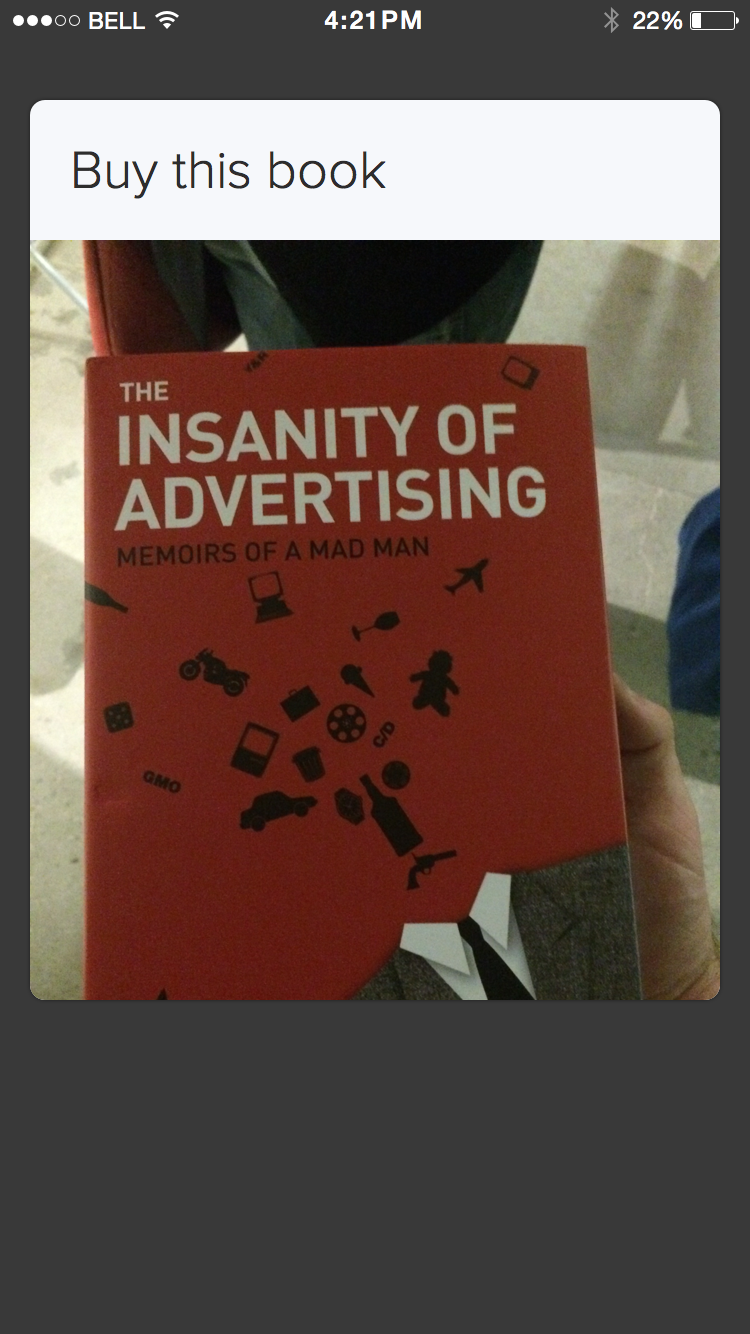 BELL 4:21PM 22%
Buy this book
Y&R
THE
INSANITY OF
ADVERTISING
MEMOIRS OF A MAD MAN
C/D
GMO